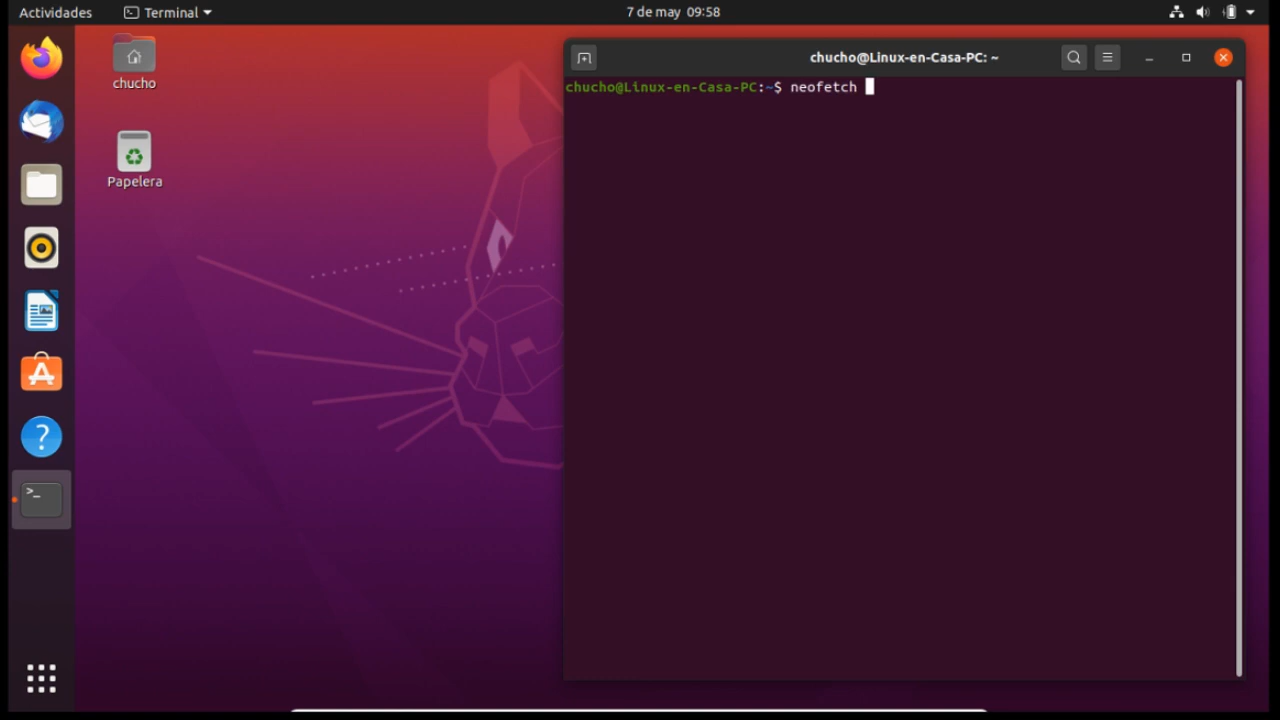 Actividades
Terminal
7 de may 09:58
chucho
Papelera
chucho@Linux-en-Casa-PC: ~
chucho@Linux-en-Casa-PC:~$ neofetch